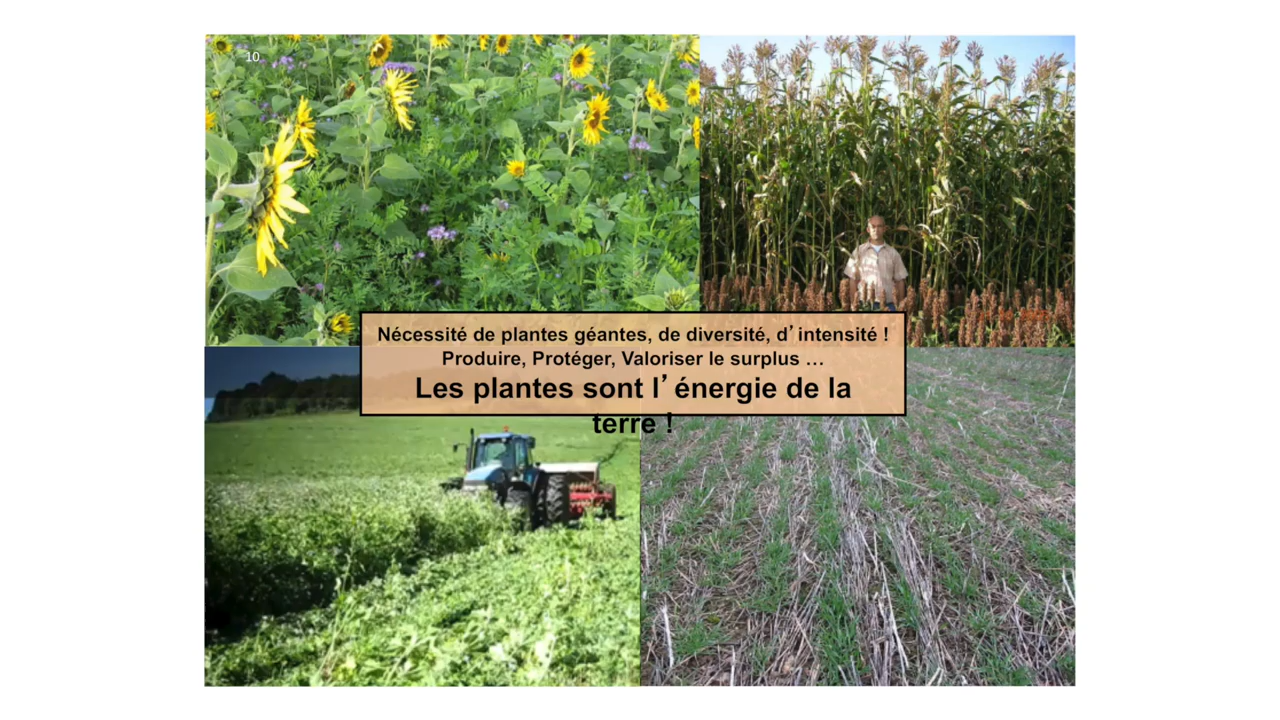 10
Nécessité de plantes géantes, de diversité, d’intensité !
Produire, Protéger, Valoriser le surplus …
Les plantes sont l’énergie de la
terre !